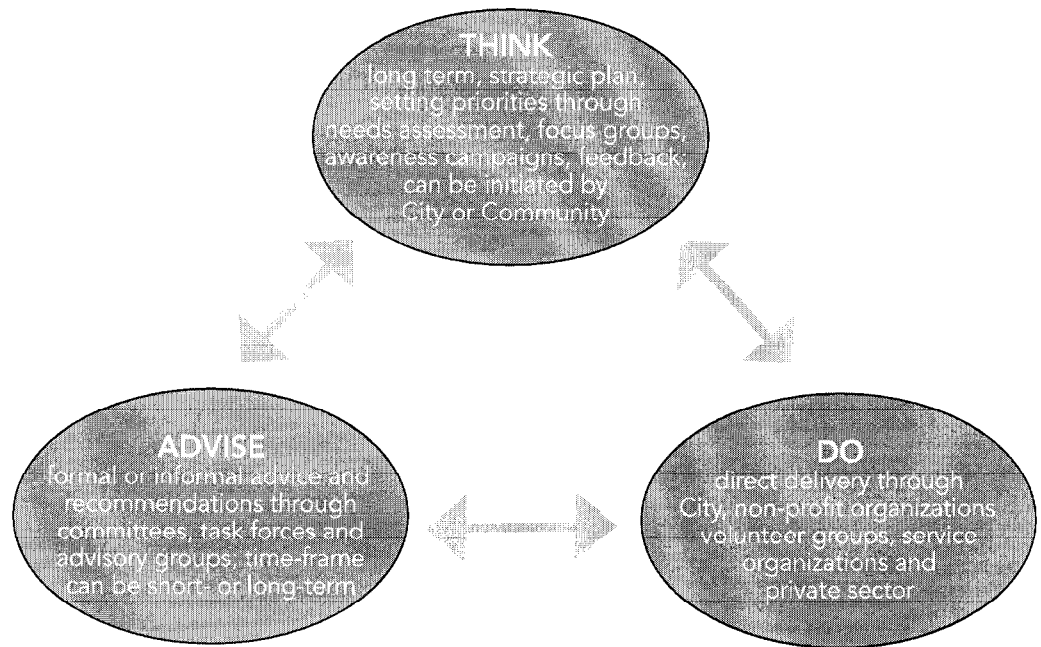 THINK
long term, strategic plan,
setting priorities through
needs assessment, focus groups,
awareness campaigns, feedback;
can be initiated by
City or Community
ADVISE
formal or informal advice and
recommendations through
committees, task forces and
advisory groups; time-frame
can be short- or long-term
DO
direct delivery through
City, non-profit organizations
volunteer groups, service
organizations and
private sector